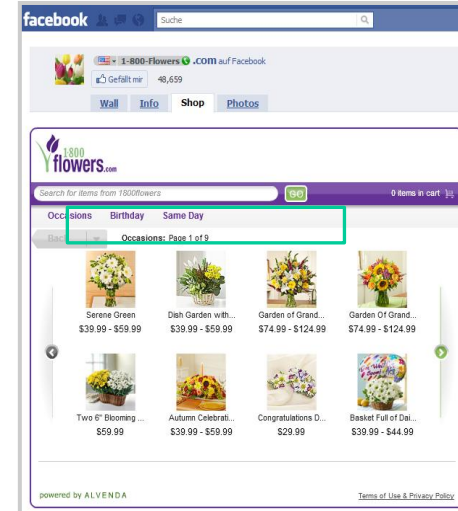 facebook Suche
1-800-Flowers .COM auf Facebook
Gefällt mir 48,659
Wall Info Shop Photos
1·800
flowers.com
Search for items from 1800flowers GO 0 items in cart
Occasions Birthday Same Day
Back Occasions: Page 1 of 9
Serene Green Dish Garden with... Garden of Grand... Garden Of Grand...
$39.99 - $59.99 $39.99 - $59.99 $74.99 - $124.99 $74.99 - $124.99
Two 6" Blooming ... Autumn Celebrati... Congratulations D... Basket Full of Dai...
$59.99 $39.99 - $59.99 $29.99 $39.99 - $44.99
powered by ALVENDA Terms of Use & Privacy Policy